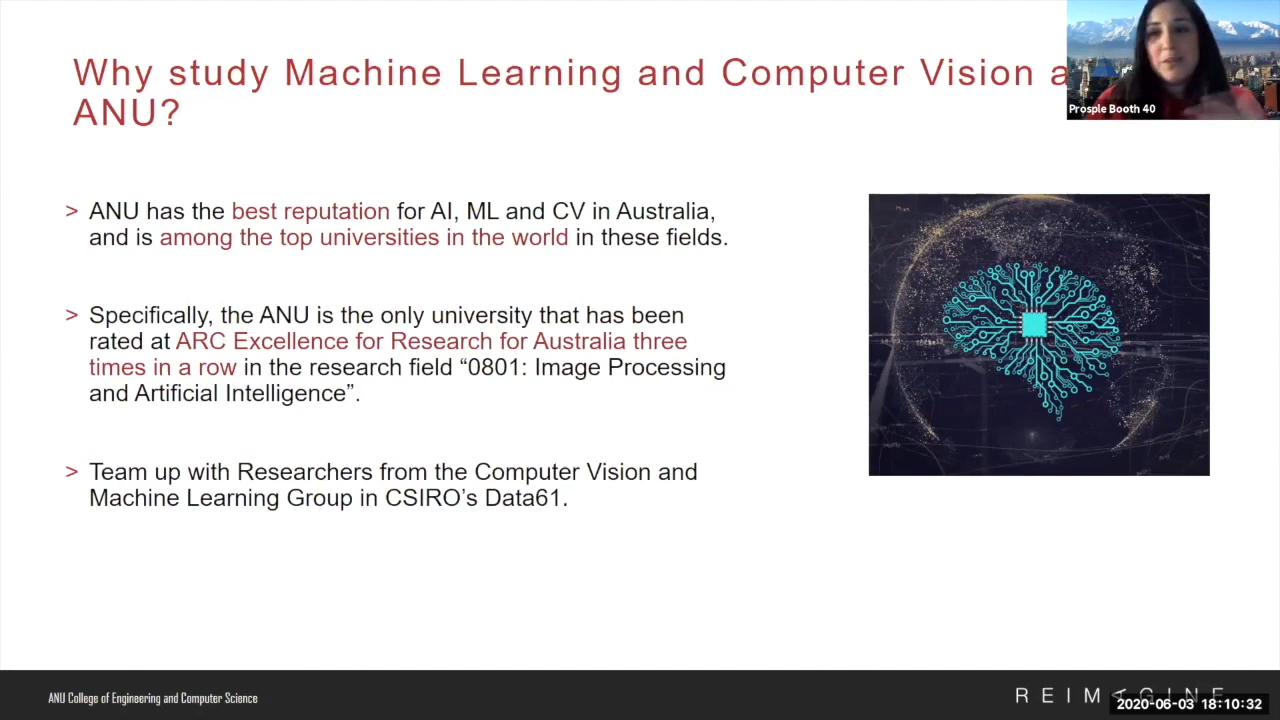 Why study Machine Learning and Computer Vision a
ANU?
Prosple Booth 40
> ANU has the best reputation for AI, ML and CV in Australia,
and is among the top universities in the world in these fields.
> Specifically, the ANU is the only university that has been
rated at ARC Excellence for Research for Australia three
times in a row in the research field “0801: Image Processing
and Artificial Intelligence”.
> Team up with Researchers from the Computer Vision and
Machine Learning Group in CSIRO’s Data61.
ANU College of Engineering and Computer Science
REIMAGINE
2020-06-03 18:10:32